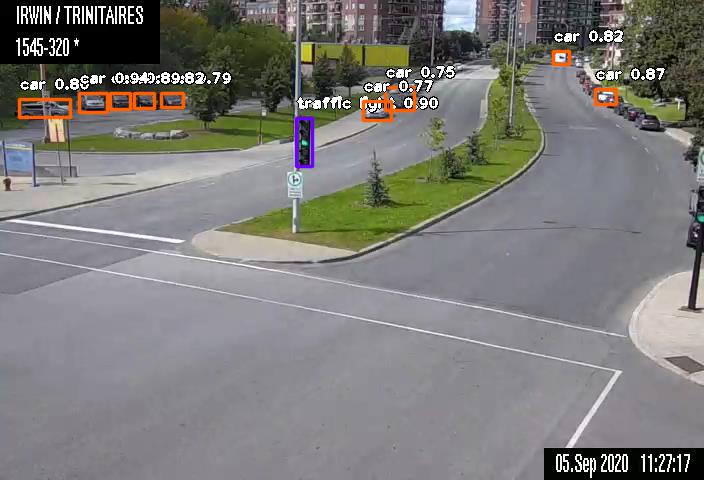 IRWIN / TRINITAIRES
1545-320 *
car 0.82
car 0.75
car 0.87
car 0.77
traffic light 0.90
05.Sep 2020 11:27:17